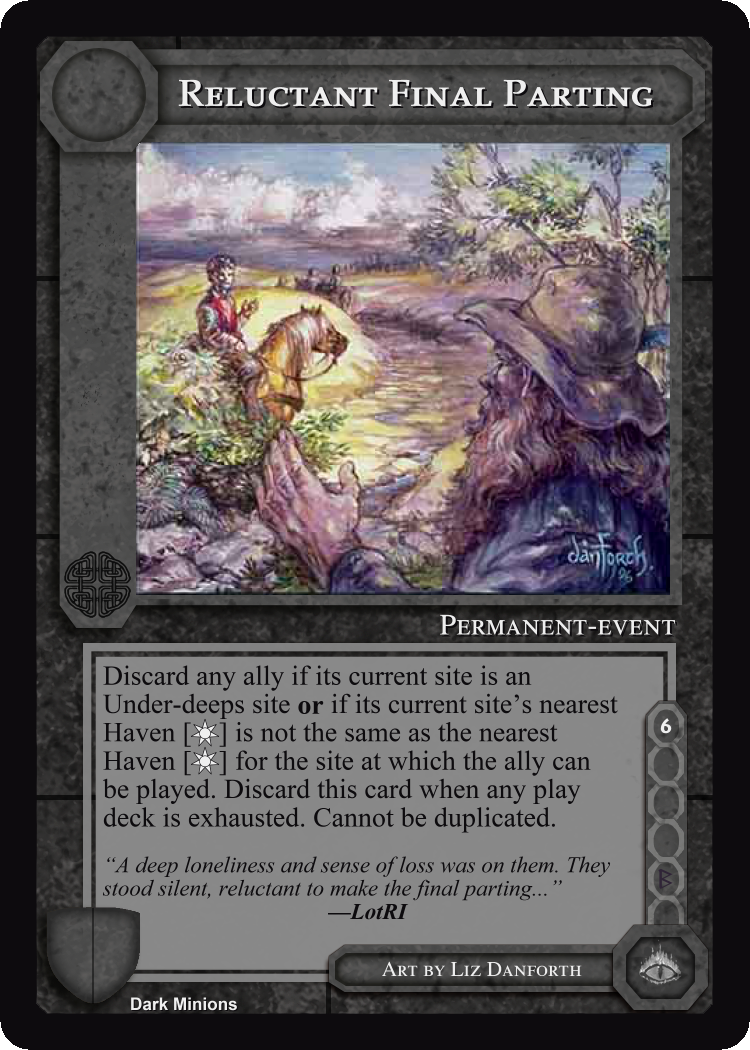 Reluctant Final Parting
danforth.
96
Permanent-event
Discard any ally if its current site is an
Under-deeps site or if its current site's nearest
Haven [☀] is not the same as the nearest
Haven [☀] for the site at which the ally can
be played. Discard this card when any play
deck is exhausted. Cannot be duplicated.
6
B
“A deep loneliness and sense of loss was on them. They
stood silent, reluctant to make the final parting...”
—LotRI
Art by Liz Danforth
Dark Minions